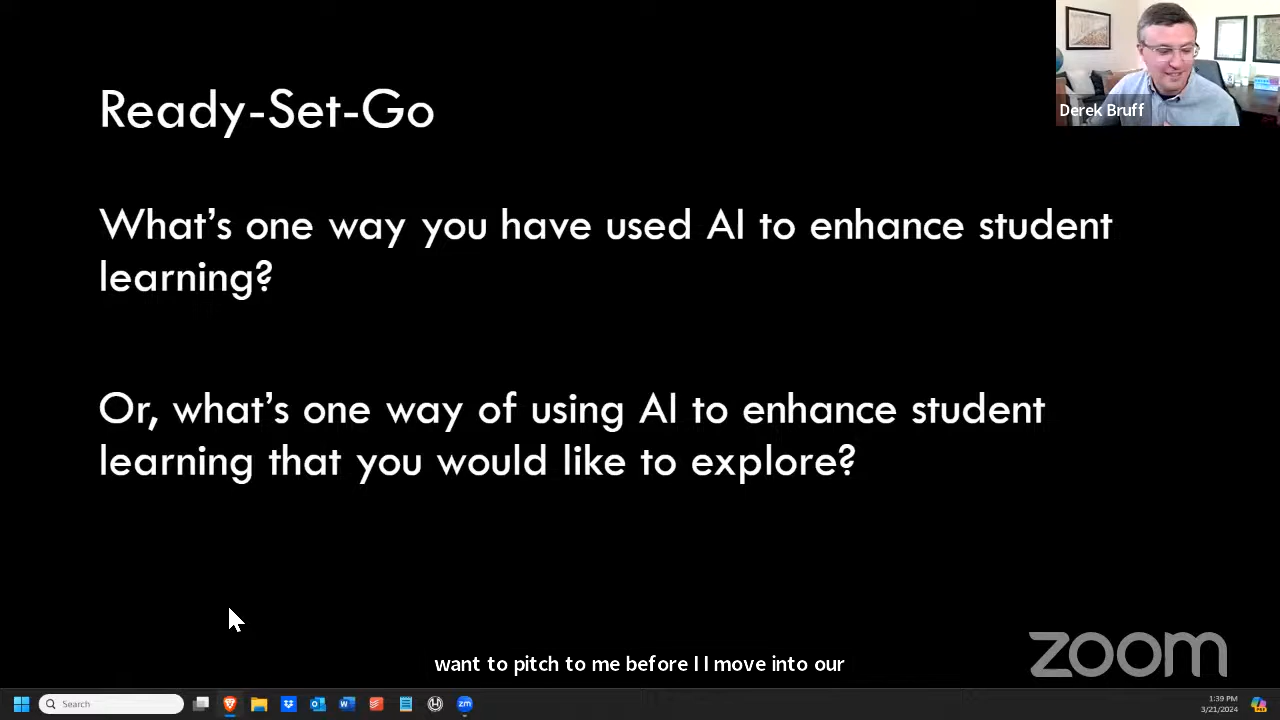 Ready-Set-Go
Derek Bruff
What's one way you have used AI to enhance student
learning?
Or, what's one way of using AI to enhance student
learning that you would like to explore?
want to pitch to me before I I move into our
zoom
Search
zm
1:39 PM
3/21/2024